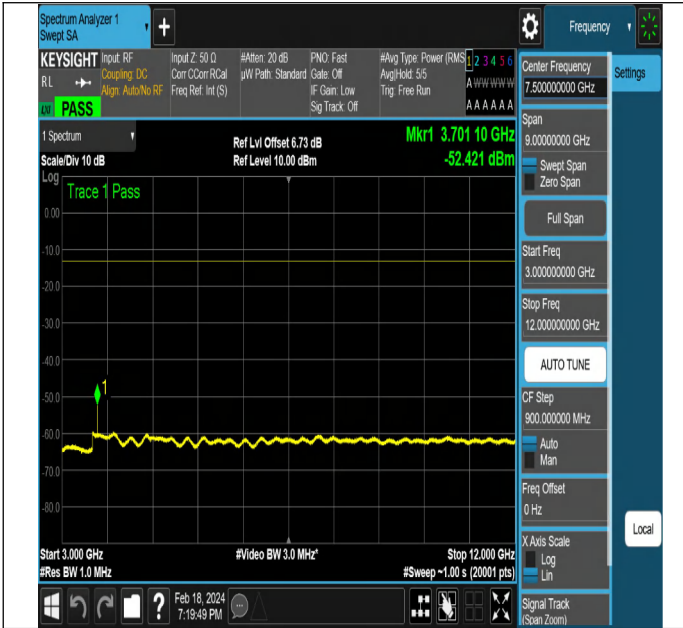 Spectrum Analyzer 1
Swept SA
+
Frequency
KEYSIGHT
RL
LXI
PASS
Input: RF
Coupling: DC
Align: Auto/No RF
Input Z: 50 Ω
Corr CCorr RCal
Freq Ref: Int (S)
#Atten: 20 dB
µW Path: Standard
PNO: Fast
Gate: Off
IF Gain: Low
Sig Track: Off
#Avg Type: Power (RMS
Avg|Hold: 5/5
Trig: Free Run
1 2 3 4 5 6
A W W W W W
A A A A A A
1 Spectrum
Scale/Div 10 dB
Ref Lvl Offset 6.73 dB
Ref Level 10.00 dBm
Mkr1 3.701 10 GHz
-52.421 dBm
Log
Trace 1 Pass
0.00
-10.0
-20.0
-30.0
-40.0
-50.0
-60.0
-70.0
-80.0
1
Start 3.000 GHz
#Res BW 1.0 MHz
#Video BW 3.0 MHz*
Stop 12.000 GHz
#Sweep ~1.00 s (20001 pts)
Feb 18, 2024
7:19:49 PM
Center Frequency
7.500000000 GHz
Settings
Span
9.00000000 GHz
Swept Span
Zero Span
Full Span
Start Freq
3.000000000 GHz
Stop Freq
12.000000000 GHz
AUTO TUNE
CF Step
900.000000 MHz
Auto
Man
Freq Offset
0 Hz
X Axis Scale
Log
Lin
Local
Signal Track
(Span Zoom)